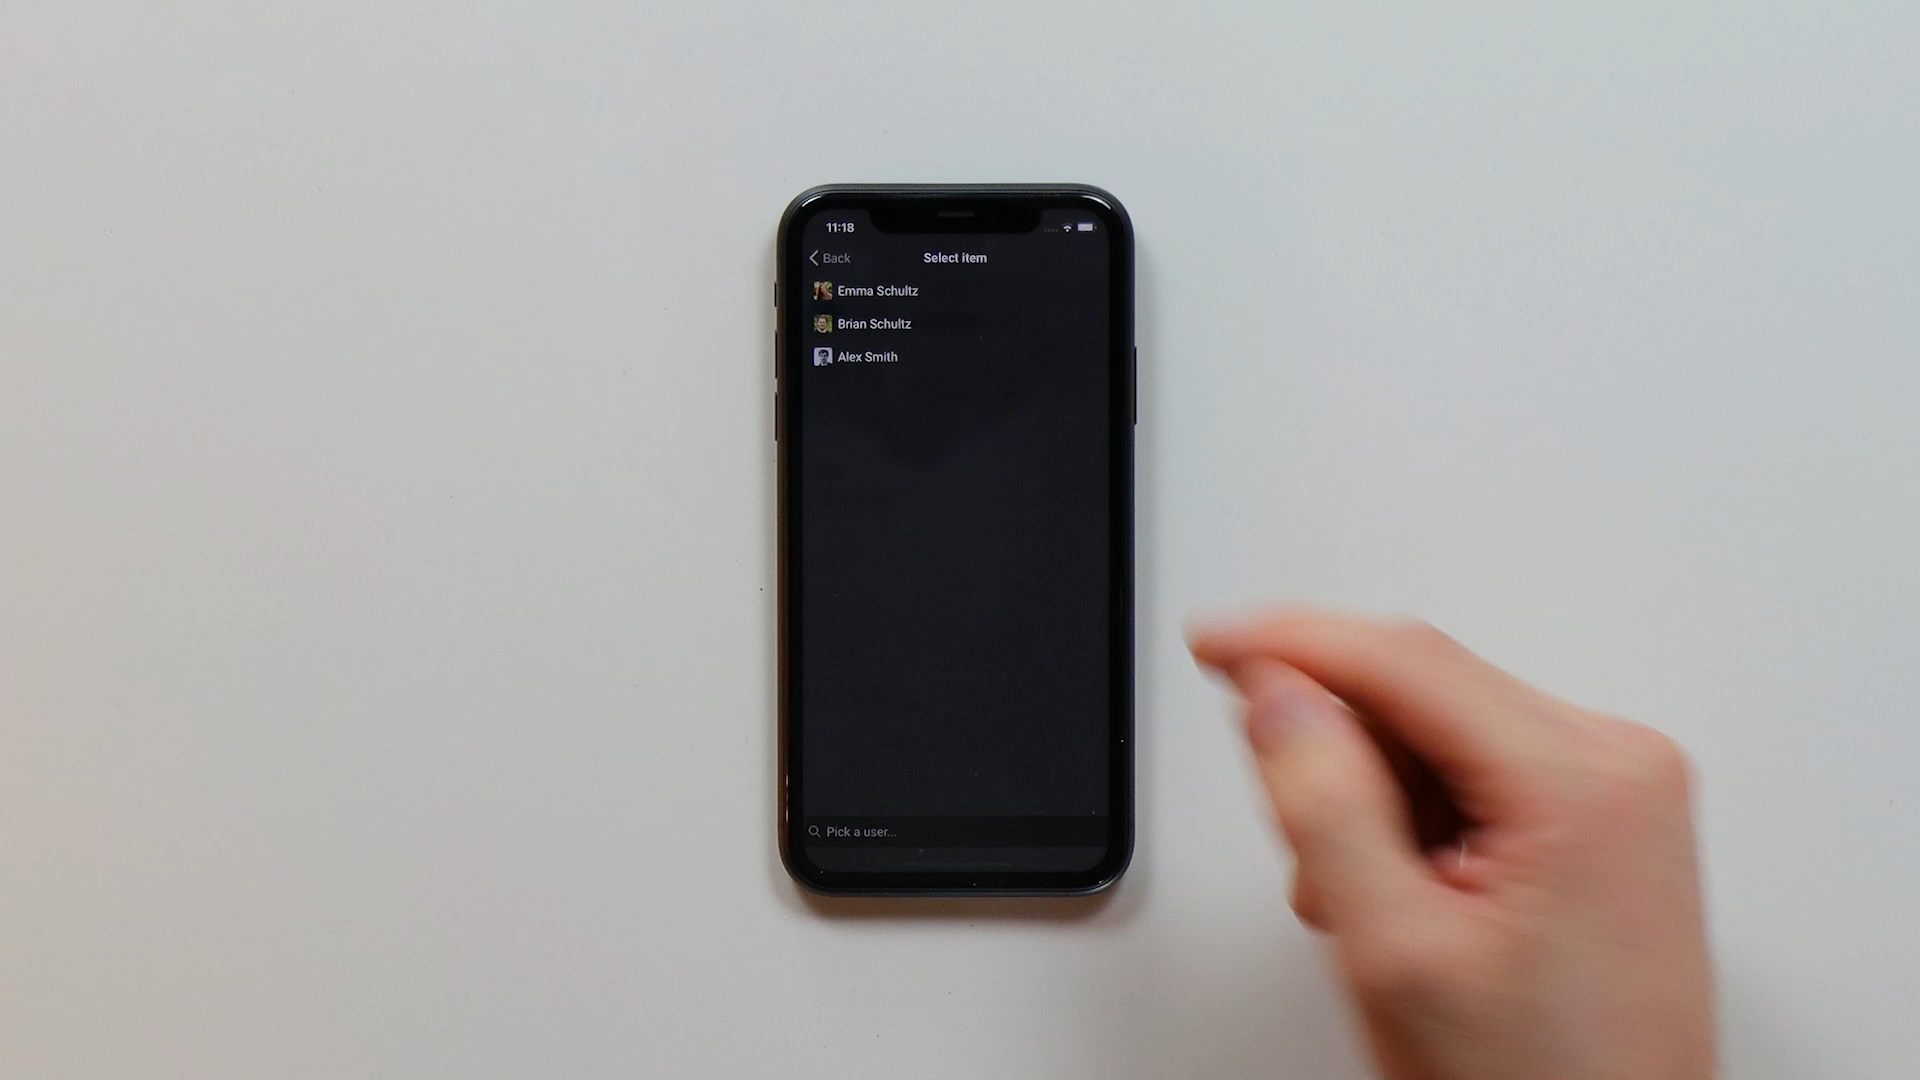 11:18
Back
Select item
Emma Schultz
Brian Schultz
Alex Smith
Pick a user...